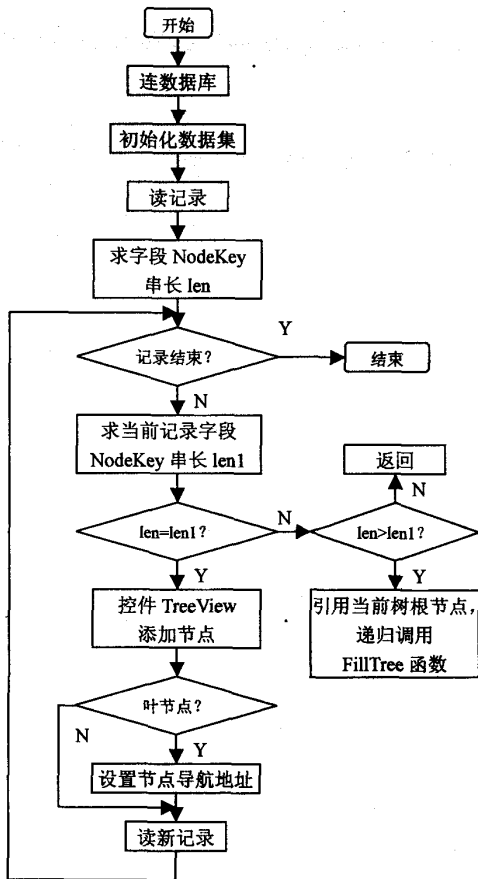 开始
连数据库
初始化数据集
读记录
求字段 NodeKey
串长 len
记录结束?
Y
结束
N
求当前记录字段
NodeKey 串长 len1
返回
N
len=len1?
N
len>len1?
Y
Y
控件 TreeView
添加节点
引用当前树根节点,
递归调用
FillTree 函数
叶节点?
N
Y
设置节点导航地址
读新记录